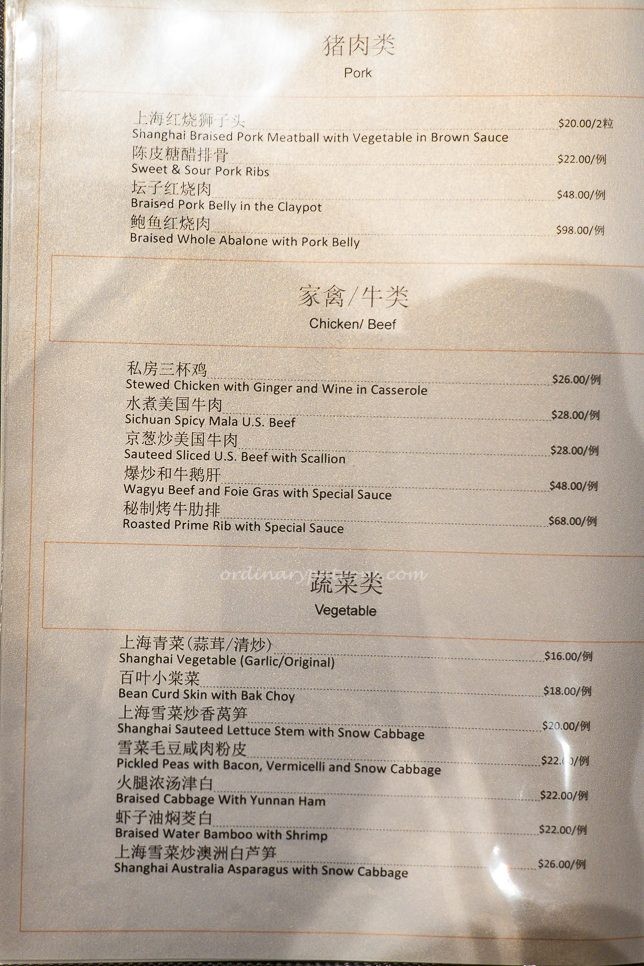 猪肉类
Pork
上海红烧狮子头 $20.00/2粒
Shanghai Braised Pork Meatball with Vegetable in Brown Sauce
陈皮糖醋排骨 $22.00/例
Sweet & Sour Pork Ribs
坛子红烧肉 $48.00/例
Braised Pork Belly in the Claypot
鲍鱼红烧肉 $98.00/例
Braised Whole Abalone with Pork Belly
家禽/牛类
Chicken/ Beef
私房三杯鸡 $26.00/例
Stewed Chicken with Ginger and Wine in Casserole
水煮美国牛肉 $28.00/例
Sichuan Spicy Mala U.S. Beef
京葱炒美国牛肉 $28.00/例
Sauteed Sliced U.S. Beef with Scallion
爆炒和牛鹅肝 $48.00/例
Wagyu Beef and Foie Gras with Special Sauce
秘制烤牛肋排 $68.00/例
Roasted Prime Rib with Special Sauce
蔬菜类
Vegetable
上海青菜(蒜茸/清炒) $16.00/例
Shanghai Vegetable (Garlic/Original)
百叶小棠菜 $18.00/例
Bean Curd Skin with Bak Choy
上海雪菜炒香莴笋 $20.00/例
Shanghai Sauteed Lettuce Stem with Snow Cabbage
雪菜毛豆咸肉粉皮 /例
Pickled Peas with Bacon, Vermicelli and Snow Cabbage
火腿浓汤津白 $22.00/例
Braised Cabbage With Yunnan Ham
虾子油焖茭白 $22.00/例
Braised Water Bamboo with Shrimp
上海雪菜炒澳洲白芦笋 $26.00/例
Shanghai Australia Asparagus with Snow Cabbage